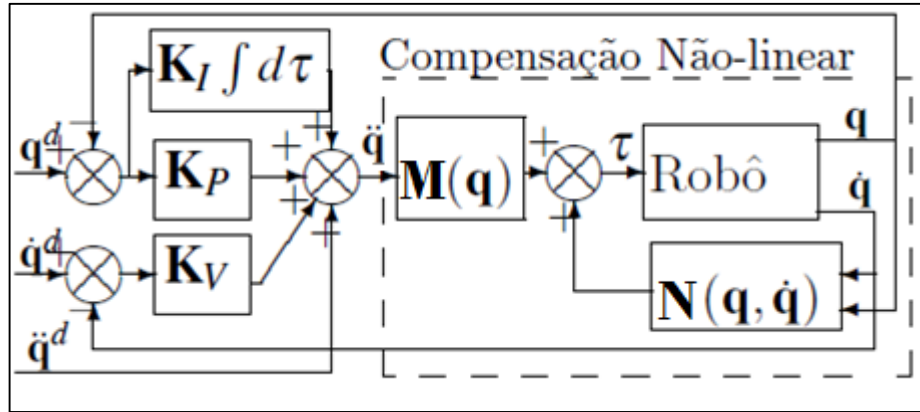 Compensação Não-linear
K_I ∫ dτ
−
q^d
+
K_P
+
+
+
+
+
q̈
M(q)
+
+
τ
Robô
q
q̇
q̇^d
+
−
K_V
N(q, q̇)
q̈^d